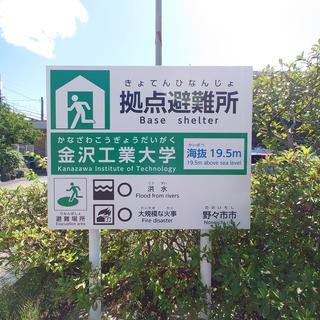 きょてんひなんじょ
拠点避難所
Base shelter
かなざわこうぎょうだいがく
金沢工業大学
Kanazawa Institute of Technology
かいばつ
海抜 19.5m
19.5m above sea level
こうずい
洪水
Flood from rivers
ひなんばしょ
避難場所
Evacuation area
だいきぼ かじ
大規模な火事
Fire disaster
ののいちし
野々市市